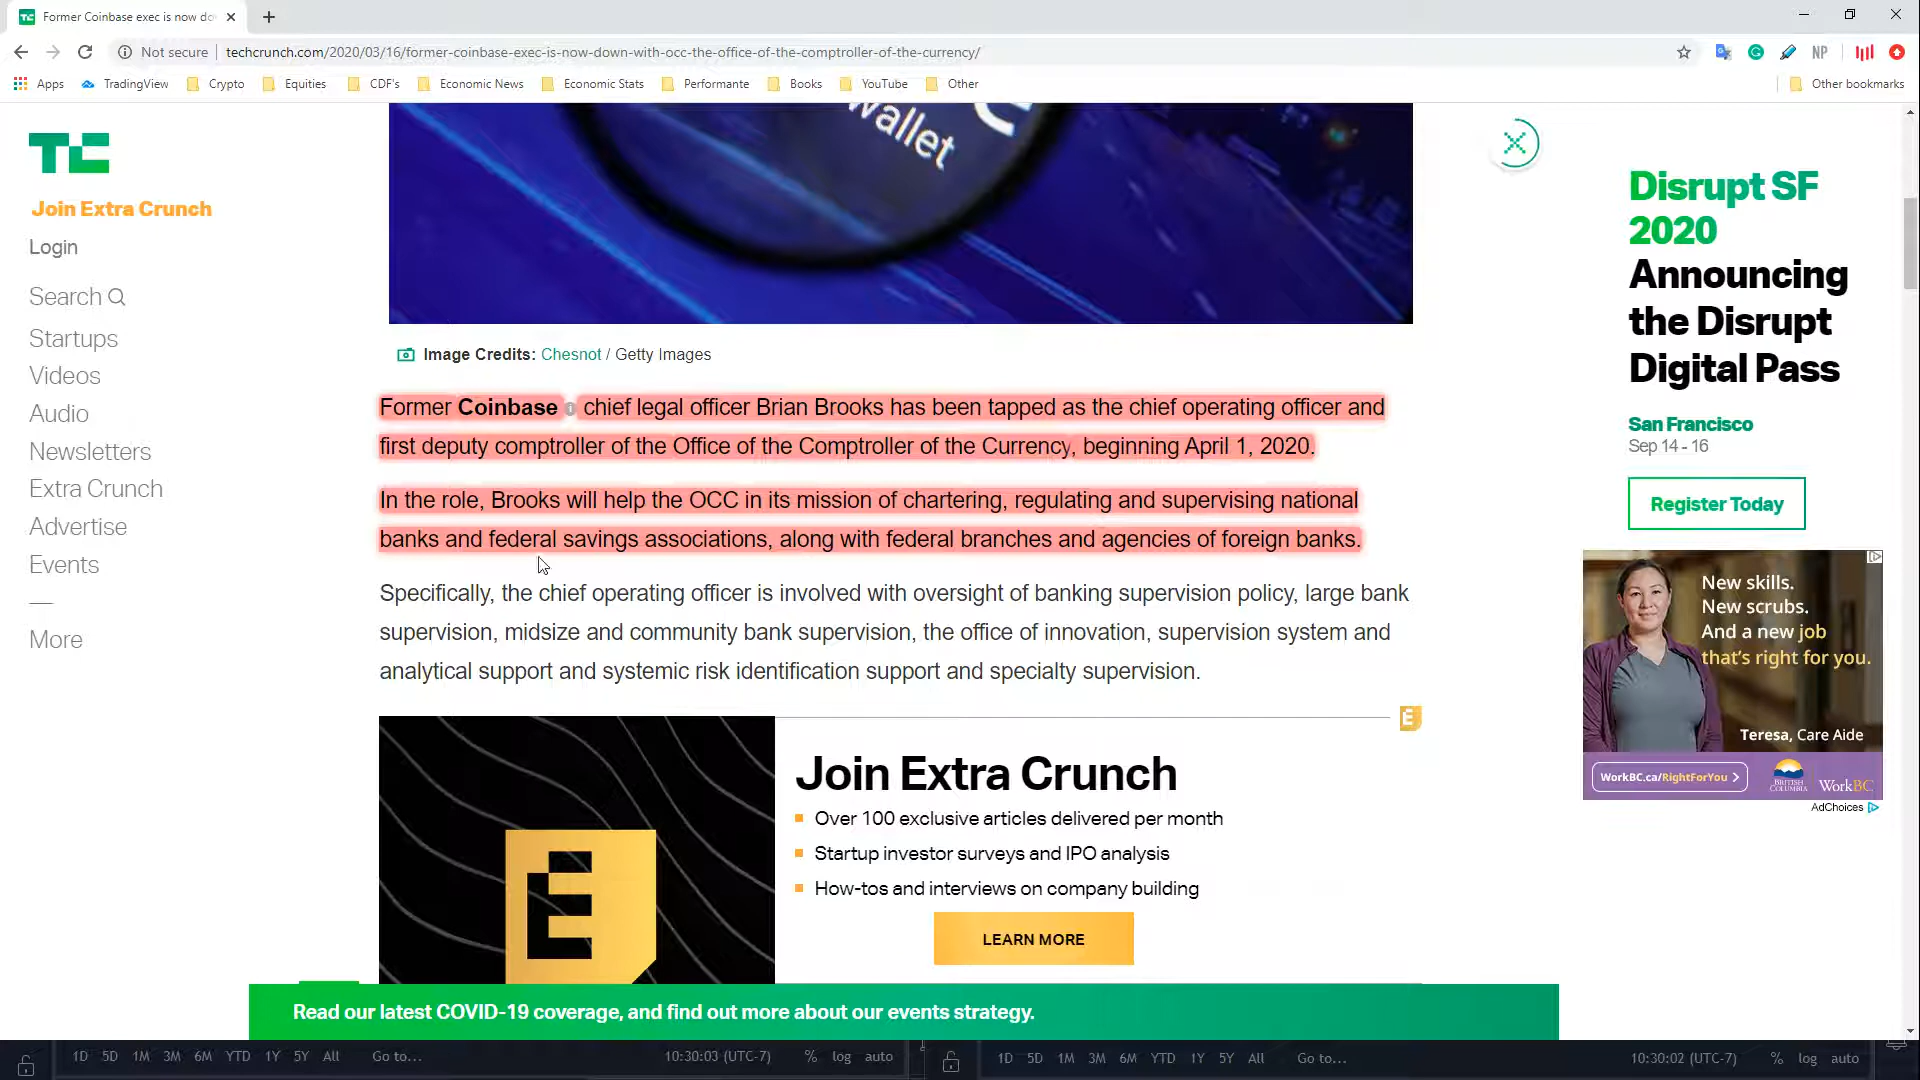 Former Coinbase exec is now do
Not secure
techcrunch.com/2020/03/16/former-coinbase-exec-is-now-down-with-occ-the-office-of-the-comptroller-of-the-currency/
NP
Apps
TradingView
Crypto
Equities
CDF's
Economic News
Economic Stats
Performante
Books
YouTube
Other
Other bookmarks
TC
Join Extra Crunch
Login
Search
Startups
Videos
Audio
Newsletters
Extra Crunch
Advertise
Events
More
wallet
Image Credits: Chesnot / Getty Images
Former Coinbase chief legal officer Brian Brooks has been tapped as the chief operating officer and
first deputy comptroller of the Office of the Comptroller of the Currency, beginning April 1, 2020.
In the role, Brooks will help the OCC in its mission of chartering, regulating and supervising national
banks and federal savings associations, along with federal branches and agencies of foreign banks.
Specifically, the chief operating officer is involved with oversight of banking supervision policy, large bank
supervision, midsize and community bank supervision, the office of innovation, supervision system and
analytical support and systemic risk identification support and specialty supervision.
Join Extra Crunch
Over 100 exclusive articles delivered per month
Startup investor surveys and IPO analysis
How-tos and interviews on company building
LEARN MORE
Disrupt SF
2020
Announcing
the Disrupt
Digital Pass
San Francisco
Sep 14 - 16
Register Today
New skills.
New scrubs.
And a new job
that's right for you.
Teresa, Care Aide
WorkBC.ca/RightForYou
BRITISH
COLUMBIA
WorkBC
AdChoices
Read our latest COVID-19 coverage, and find out more about our events strategy.
1D 5D 1M 3M 6M YTD 1Y 5Y All Go to... 10:30:03 (UTC-7) % log auto
1D 5D 1M 3M 6M YTD 1Y 5Y All Go to... 10:30:02 (UTC-7) % log auto